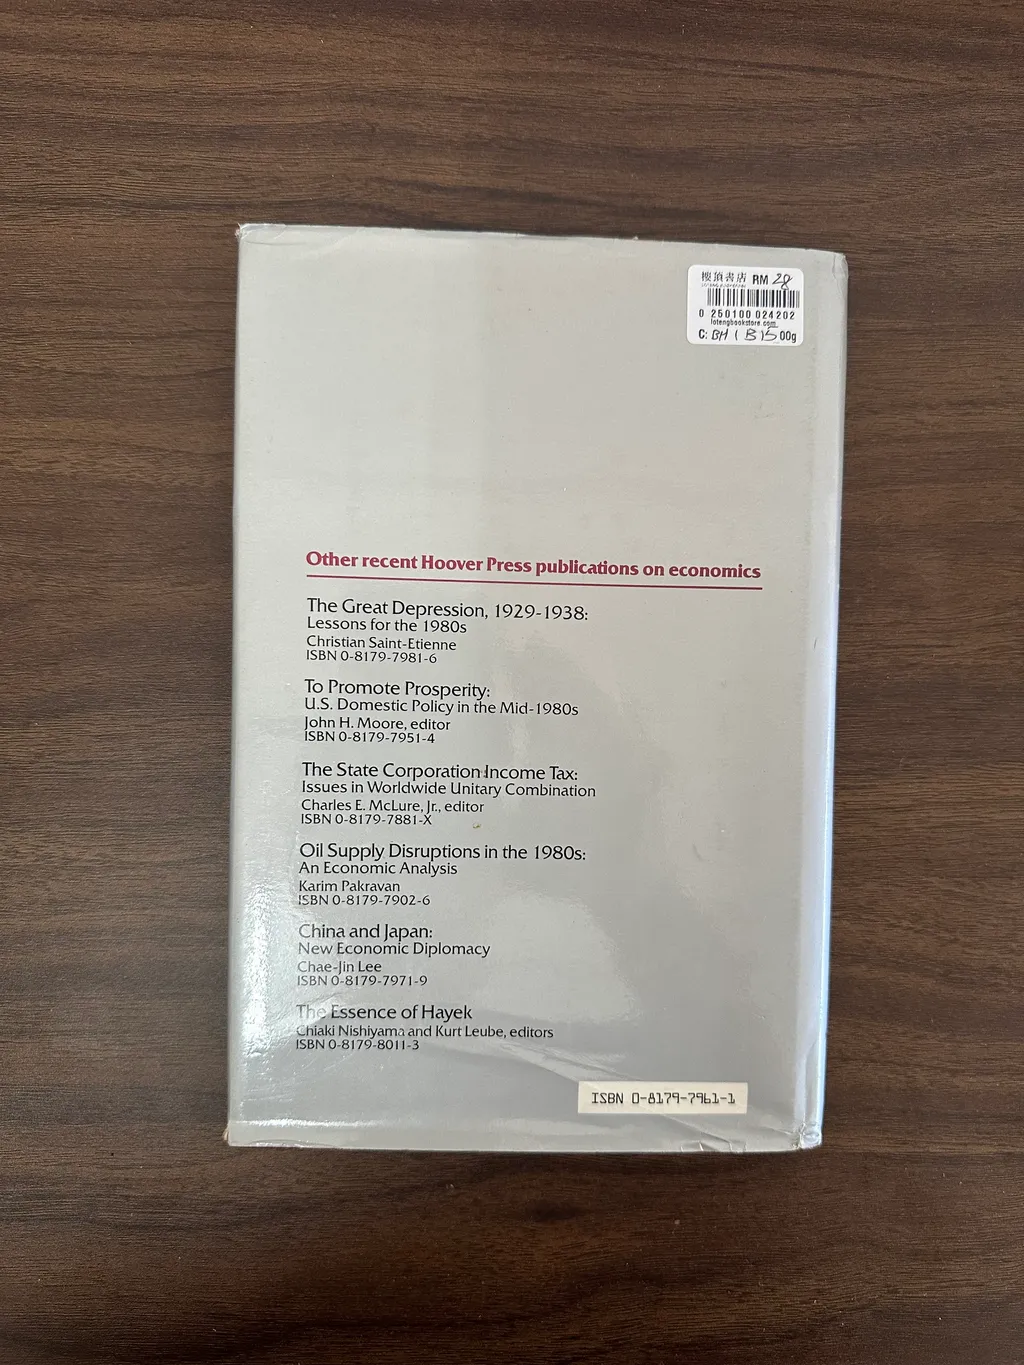 樓頂書店 RM 28
0 250100 024202
lotengbookstore.com
C: BH 1 B 15 00g
Other recent Hoover Press publications on economics
The Great Depression, 1929-1938:
Lessons for the 1980s
Christian Saint-Etienne
ISBN 0-8179-7981-6
To Promote Prosperity:
U.S. Domestic Policy in the Mid-1980s
John H. Moore, editor
ISBN 0-8179-7951-4
The State Corporation Income Tax:
Issues in Worldwide Unitary Combination
Charles E. McLure, Jr., editor
ISBN 0-8179-7881-X
Oil Supply Disruptions in the 1980s:
An Economic Analysis
Karim Pakravan
ISBN 0-8179-7902-6
China and Japan:
New Economic Diplomacy
Chae-Jin Lee
ISBN 0-8179-7971-9
The Essence of Hayek
Chiaki Nishiyama and Kurt Leube, editors
ISBN 0-8179-8011-3
ISBN 0-8179-7961-1